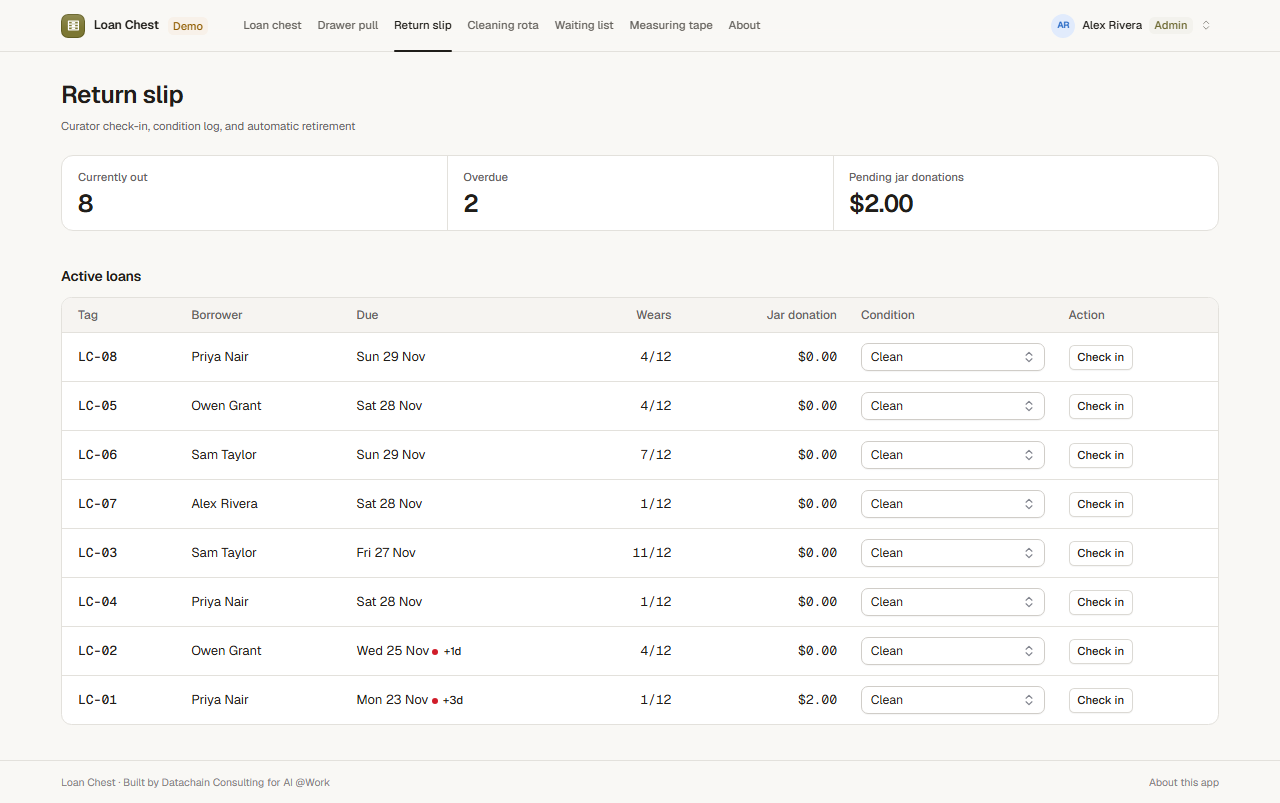 Loan Chest Demo Loan chest Drawer pull Return slip Cleaning rota Waiting list Measuring tape About AR Alex Rivera Admin
Return slip
Curator check-in, condition log, and automatic retirement
Currently out Overdue Pending jar donations
8 2 $2.00
Active loans
Tag Borrower Due Wears Jar donation Condition Action
LC-08 Priya Nair Sun 29 Nov 4/12 $0.00 Clean Check in
LC-05 Owen Grant Sat 28 Nov 4/12 $0.00 Clean Check in
LC-06 Sam Taylor Sun 29 Nov 7/12 $0.00 Clean Check in
LC-07 Alex Rivera Sat 28 Nov 1/12 $0.00 Clean Check in
LC-03 Sam Taylor Fri 27 Nov 11/12 $0.00 Clean Check in
LC-04 Priya Nair Sat 28 Nov 1/12 $0.00 Clean Check in
LC-02 Owen Grant Wed 25 Nov +1d 4/12 $0.00 Clean Check in
LC-01 Priya Nair Mon 23 Nov +3d 1/12 $2.00 Clean Check in
Loan Chest · Built by Datachain Consulting for AI @Work About this app